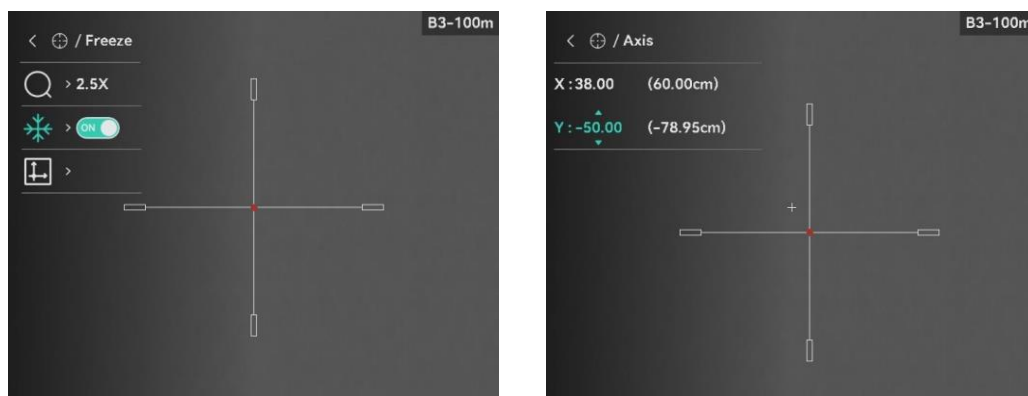 B3-100m
< / Freeze
> 2.5X
> ON
>
B3-100m
< / Axis
X :38.00 (60.00cm)
Y :-50.00 (-78.95cm)